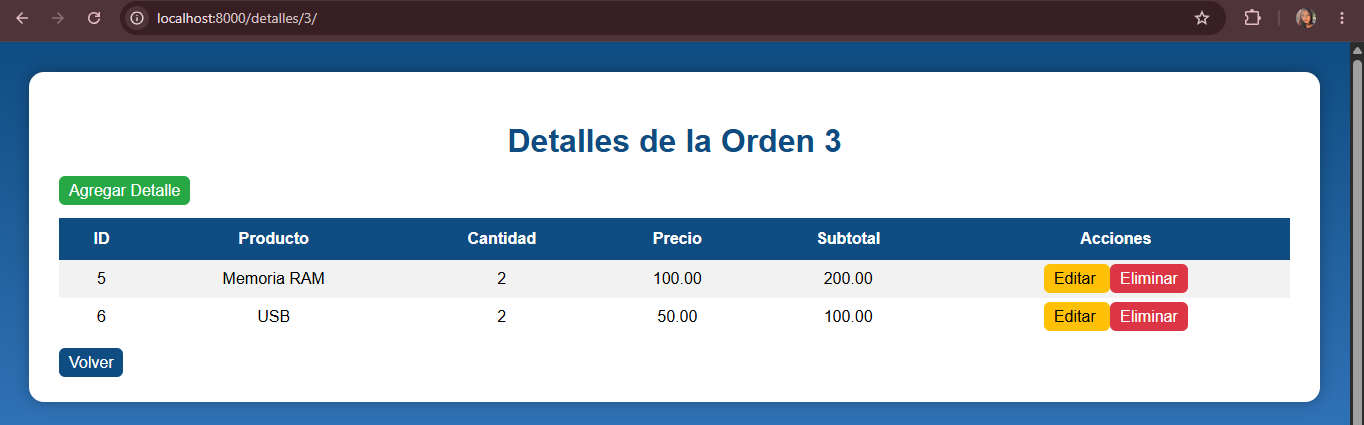 localhost:8000/detalles/3/
Detalles de la Orden 3
Agregar Detalle
ID Producto Cantidad Precio Subtotal Acciones
5 Memoria RAM 2 100.00 200.00 Editar Eliminar
6 USB 2 50.00 100.00 Editar Eliminar
Volver